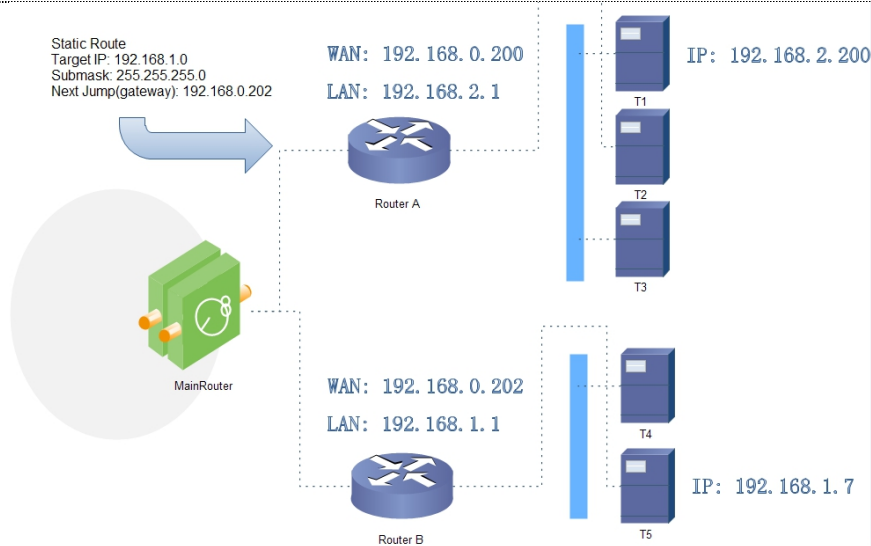 Static Route
Target IP: 192.168.1.0
Submask: 255.255.255.0
Next Jump(gateway): 192.168.0.202
WAN: 192.168.0.200
LAN: 192.168.2.1
Router A
T1
IP: 192.168.2.200
T2
T3
MainRouter
WAN: 192.168.0.202
LAN: 192.168.1.1
Router B
T4
T5
IP: 192.168.1.7